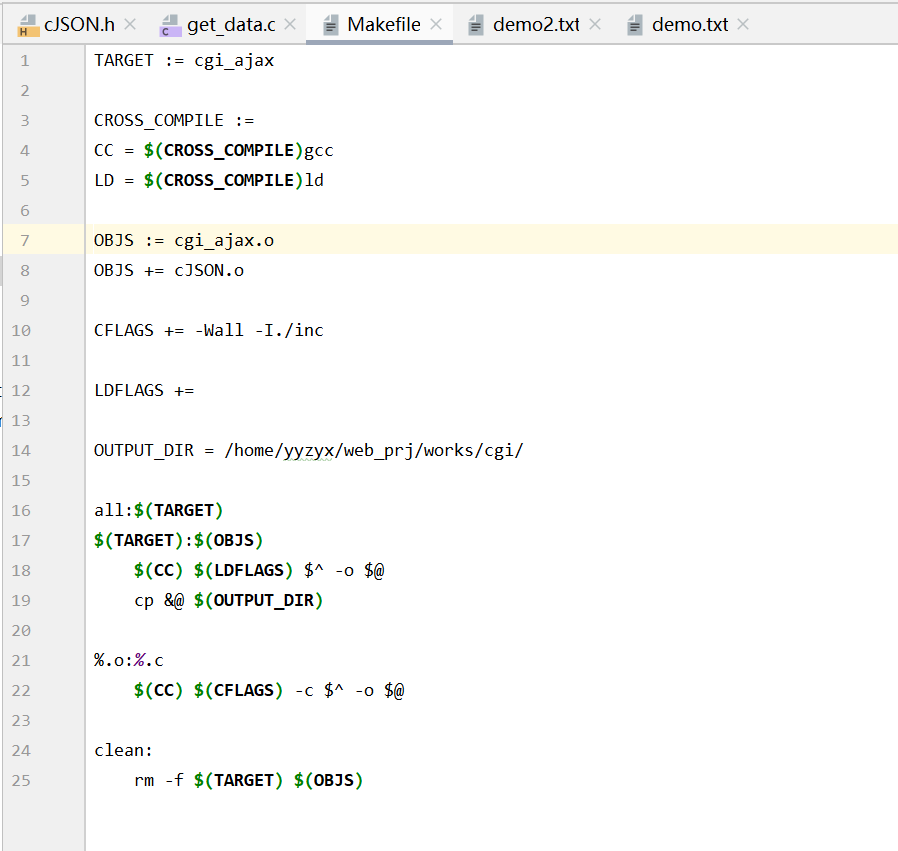 cJSON.h get_data.c Makefile demo2.txt demo.txt
1 TARGET := cgi_ajax
2
3 CROSS_COMPILE :=
4 CC = $(CROSS_COMPILE)gcc
5 LD = $(CROSS_COMPILE)ld
6
7 OBJS := cgi_ajax.o
8 OBJS += cJSON.o
9
10 CFLAGS += -Wall -I./inc
11
12 LDFLAGS +=
13
14 OUTPUT_DIR = /home/yyzyx/web_prj/works/cgi/
15
16 all:$(TARGET)
17 $(TARGET):$(OBJS)
18 $(CC) $(LDFLAGS) $^ -o $@
19 cp &@ $(OUTPUT_DIR)
20
21 %.o:%.c
22 $(CC) $(CFLAGS) -c $^ -o $@
23
24 clean:
25 rm -f $(TARGET) $(OBJS)